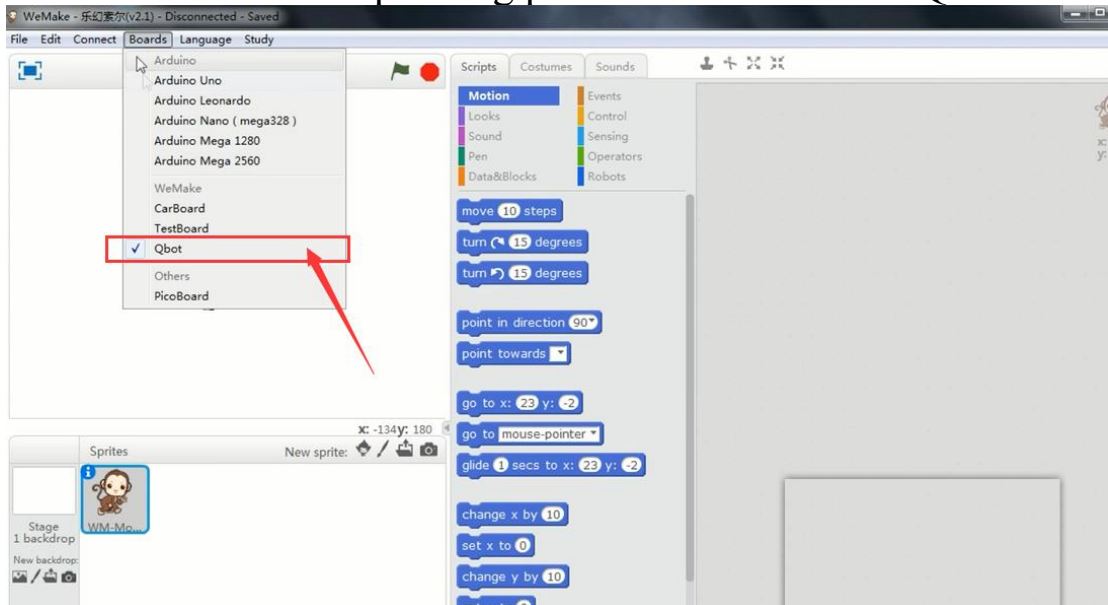 WeMake - 乐幻素尔(v2.1) - Disconnected - Saved
File Edit Connect Boards Language Study
Arduino
Arduino Uno
Arduino Leonardo
Arduino Nano ( mega328 )
Arduino Mega 1280
Arduino Mega 2560
WeMake
CarBoard
TestBoard
✓ Qbot
Others
PicoBoard
Scripts Costumes Sounds
Motion Events
Looks Control
Sound Sensing
Pen Operators
Data&Blocks Robots
move 10 steps
turn 15 degrees
turn 15 degrees
point in direction 90
point towards
go to x: 23 y: -2
go to mouse-pointer
glide 1 secs to x: 23 y: -2
change x by 10
set x to 0
change y by 10
x: -134 y: 180
Sprites New sprite:
WM-Mo...
Stage
1 backdrop
New backdrop:
x:
y: